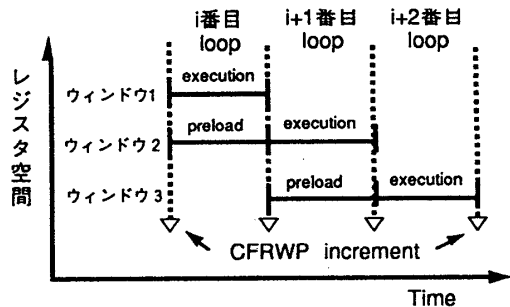 i番目 i+1番目 i+2番目
loop loop loop
レジスタ空間
execution
ウィンドウ1
preload execution
ウィンドウ2
preload execution
ウィンドウ3
CFRWP increment
Time